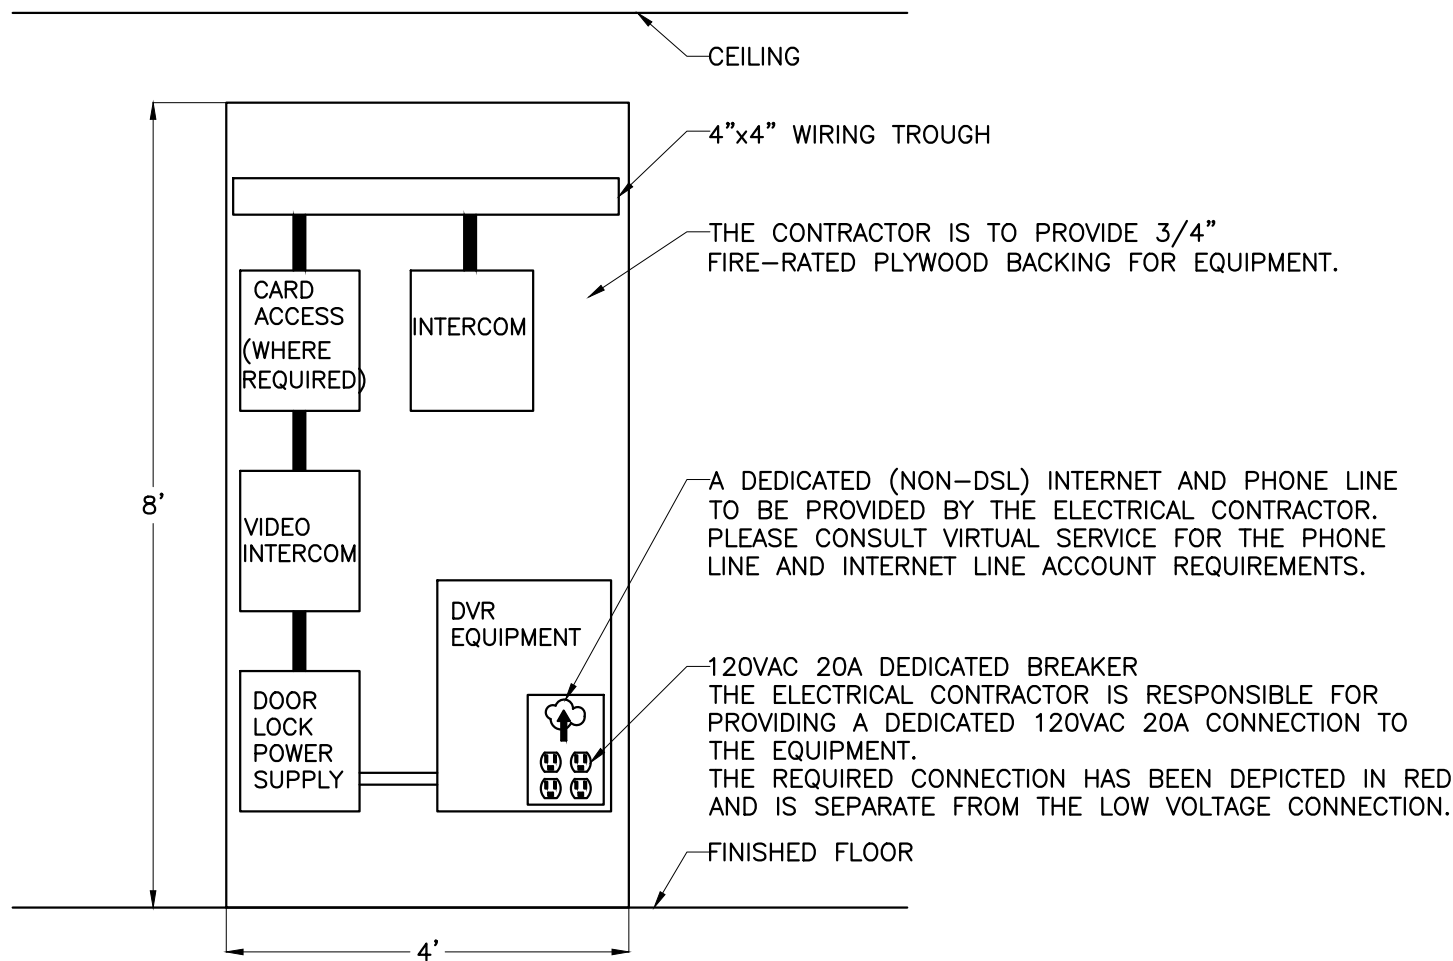 CEILING
4”x4” WIRING TROUGH
THE CONTRACTOR IS TO PROVIDE 3/4”
FIRE–RATED PLYWOOD BACKING FOR EQUIPMENT.
CARD
ACCESS
(WHERE
REQUIRED)
INTERCOM
A DEDICATED (NON–DSL) INTERNET AND PHONE LINE
TO BE PROVIDED BY THE ELECTRICAL CONTRACTOR.
PLEASE CONSULT VIRTUAL SERVICE FOR THE PHONE
LINE AND INTERNET LINE ACCOUNT REQUIREMENTS.
8’
VIDEO
INTERCOM
DVR
EQUIPMENT
120VAC 20A DEDICATED BREAKER
THE ELECTRICAL CONTRACTOR IS RESPONSIBLE FOR
PROVIDING A DEDICATED 120VAC 20A CONNECTION TO
THE EQUIPMENT.
THE REQUIRED CONNECTION HAS BEEN DEPICTED IN RED
AND IS SEPARATE FROM THE LOW VOLTAGE CONNECTION.
DOOR
LOCK
POWER
SUPPLY
FINISHED FLOOR
4’